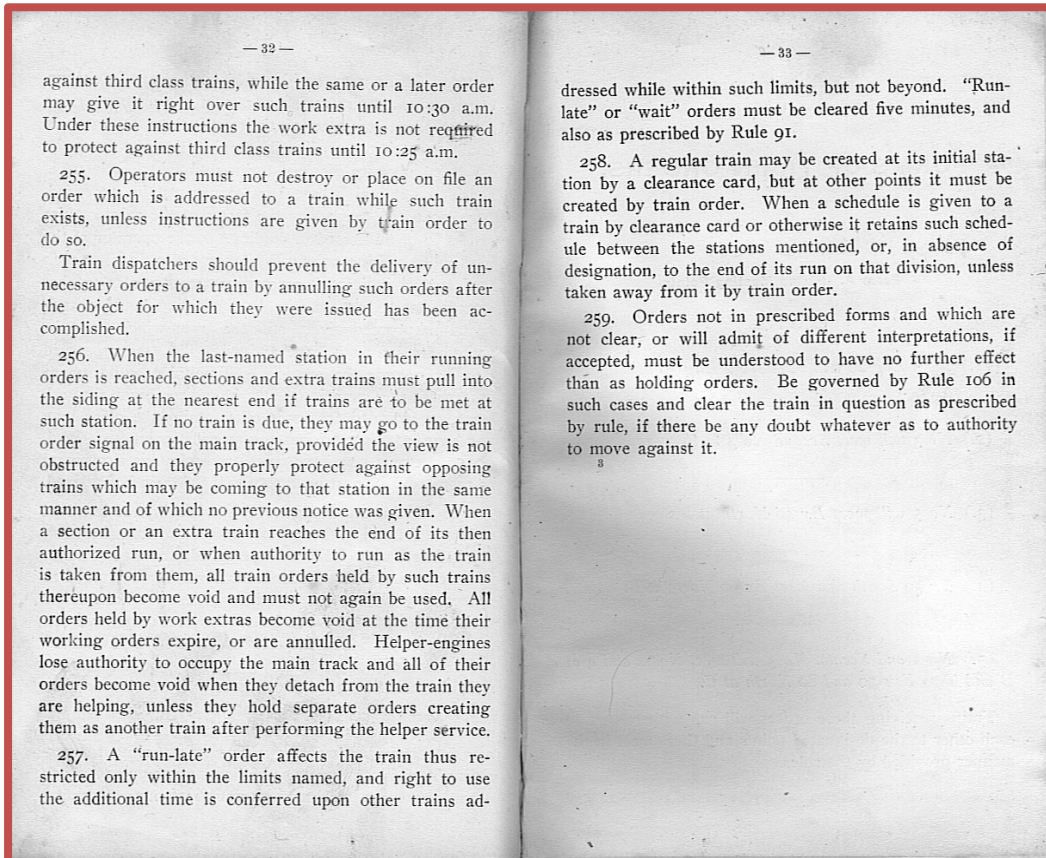 — 32 —
against third class trains, while the same or a later order
may give it right over such trains until 10:30 a.m.
Under these instructions the work extra is not required
to protect against third class trains until 10:25 a.m.
255. Operators must not destroy or place on file an
order which is addressed to a train while such train
exists, unless instructions are given by train order to
do so.
Train dispatchers should prevent the delivery of un-
necessary orders to a train by annulling such orders after
the object for which they were issued has been ac-
complished.
256. When the last-named station in their running
orders is reached, sections and extra trains must pull into
the siding at the nearest end if trains are to be met at
such station. If no train is due, they may go to the train
order signal on the main track, provided the view is not
obstructed and they properly protect against opposing
trains which may be coming to that station in the same
manner and of which no previous notice was given. When
a section or an extra train reaches the end of its then
authorized run, or when authority to run as the train
is taken from them, all train orders held by such trains
thereupon become void and must not again be used. All
orders held by work extras become void at the time their
working orders expire, or are annulled. Helper-engines
lose authority to occupy the main track and all of their
orders become void when they detach from the train they
are helping, unless they hold separate orders creating
them as another train after performing the helper service.
257. A “run-late” order affects the train thus re-
stricted only within the limits named, and right to use
the additional time is conferred upon other trains ad-
— 33 —
dressed while within such limits, but not beyond. “Run-
late” or “wait” orders must be cleared five minutes, and
also as prescribed by Rule 91.
258. A regular train may be created at its initial sta-
tion by a clearance card, but at other points it must be
created by train order. When a schedule is given to a
train by clearance card or otherwise it retains such sched-
ule between the stations mentioned, or, in absence of
designation, to the end of its run on that division, unless
taken away from it by train order.
259. Orders not in prescribed forms and which are
not clear, or will admit of different interpretations, if
accepted, must be understood to have no further effect
than as holding orders. Be governed by Rule 106 in
such cases and clear the train in question as prescribed
by rule, if there be any doubt whatever as to authority
to move against it.
3